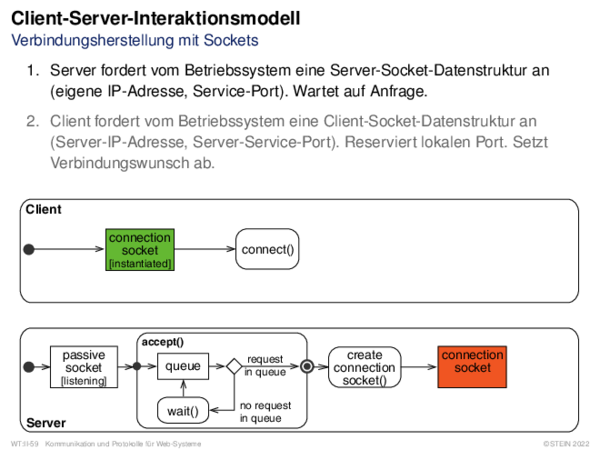 Client-Server-Interaktionsmodell
Verbindungsherstellung mit Sockets
1. Server fordert vom Betriebssystem eine Server-Socket-Datenstruktur an
(eigene IP-Adresse, Service-Port). Wartet auf Anfrage.
2. Client fordert vom Betriebssystem eine Client-Socket-Datenstruktur an
(Server-IP-Adresse, Server-Service-Port). Reserviert lokalen Port. Setzt
Verbindungswunsch ab.
Client
connection
socket
[instantiated]
connect()
passive
socket
[listening]
accept()
queue
wait()
request
in queue
no request
in queue
create
connection
socket()
connection
socket
Server
WT:II-59 Kommunikation und Protokolle für Web-Systeme
©STEIN 2022